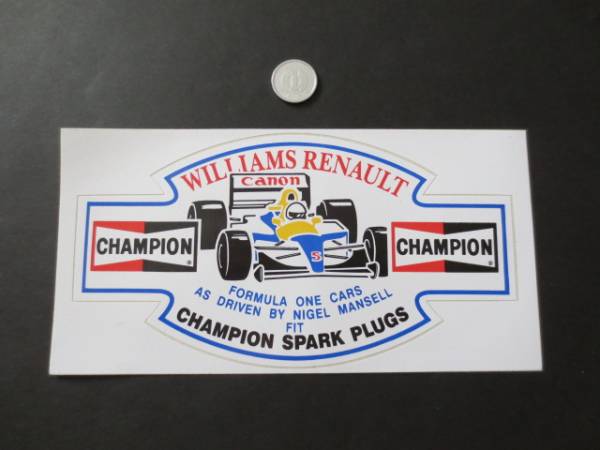 WILLIAMS RENAULT
Canon
CHAMPION
®
CHAMPION
®
5
FORMULA ONE CARS
AS DRIVEN BY NIGEL MANSELL
FIT
CHAMPION SPARK PLUGS